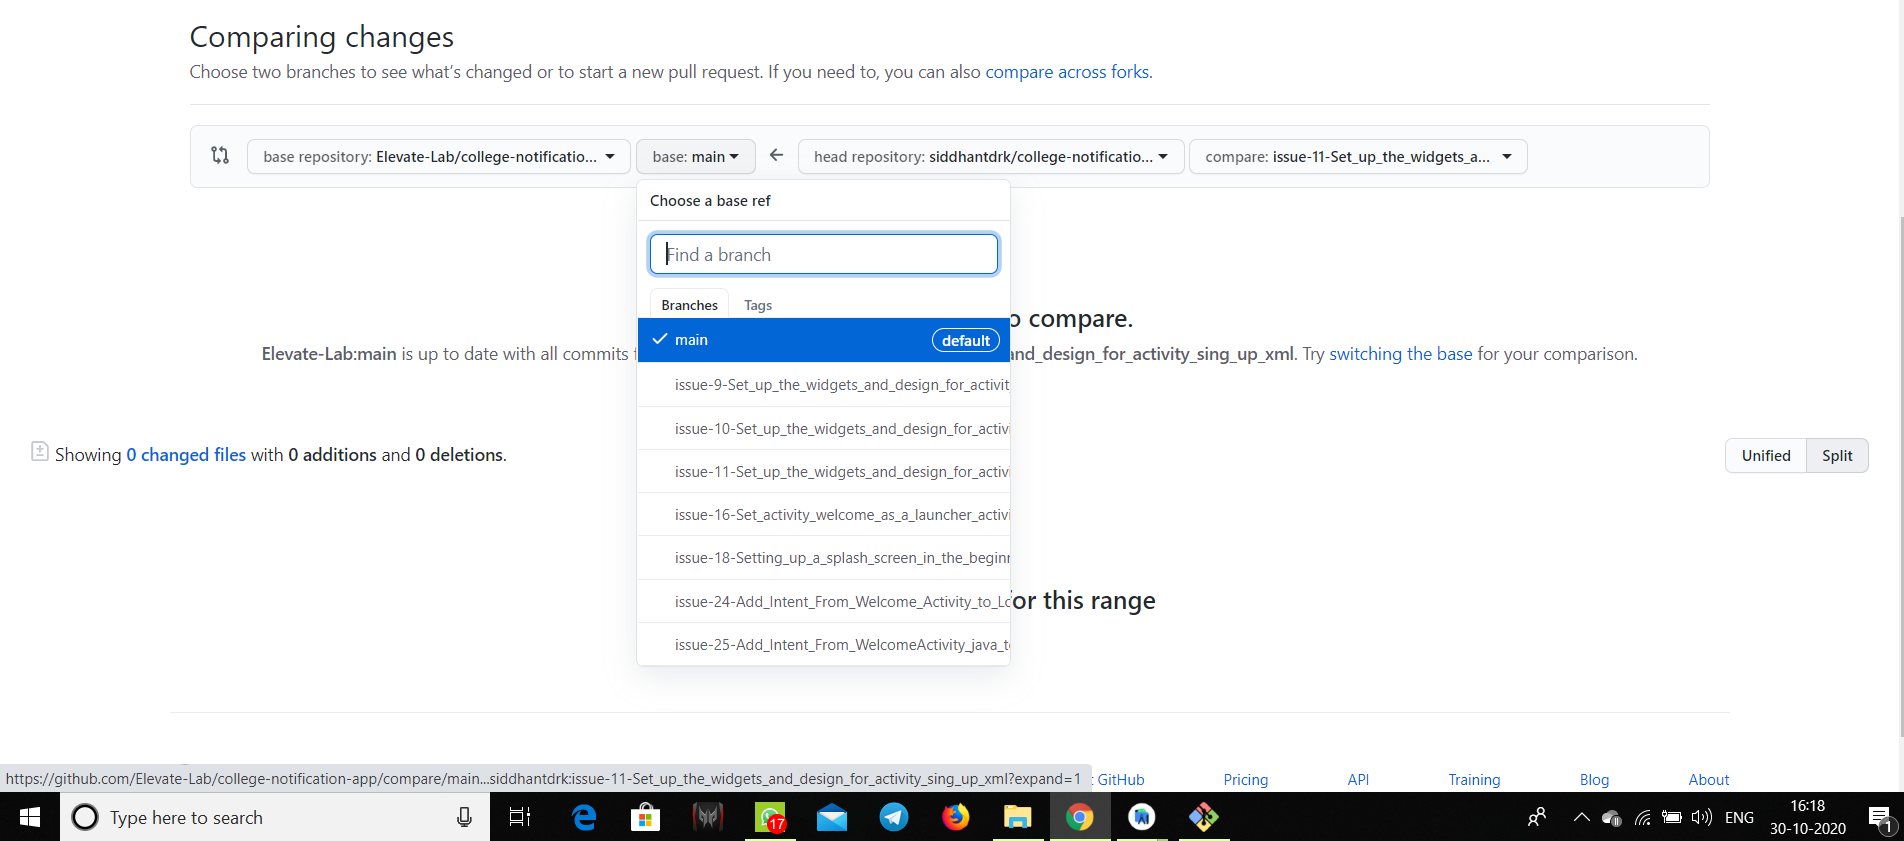 Comparing changes
Choose two branches to see what's changed or to start a new pull request. If you need to, you can also compare across forks.
base repository: Elevate-Lab/college-notificatio... base: main head repository: siddhantdrk/college-notificatio... compare: issue-11-Set_up_the_widgets_a...
Choose a base ref
Find a branch
Branches Tags
o compare.
main default
Elevate-Lab:main is up to date with all commits and_design_for_activity_sing_up_xml. Try switching the base for your comparison.
issue-9-Set_up_the_widgets_and_design_for_activit
issue-10-Set_up_the_widgets_and_design_for_activi
Showing 0 changed files with 0 additions and 0 deletions.
Unified Split
issue-11-Set_up_the_widgets_and_design_for_activi
issue-16-Set_activity_welcome_as_a_launcher_activi
issue-18-Setting_up_a_splash_screen_in_the_begin
issue-24-Add_Intent_From_Welcome_Activity_to_Lo
for this range
issue-25-Add_Intent_From_WelcomeActivity_java_t
https://github.com/Elevate-Lab/college-notification-app/compare/main...siddhantdrk:issue-11-Set_up_the_widgets_and_design_for_activity_sing_up_xml?expand=1
GitHub Pricing API Training Blog About
Type here to search
17
ENG
16:18
30-10-2020
1